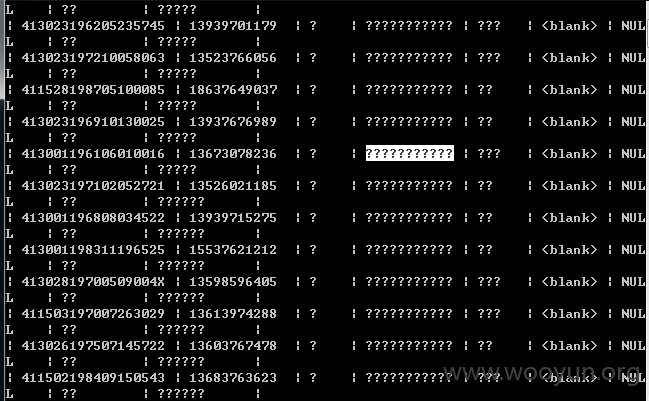 L | ?? | ????? |
| 413023196205235745 | 13939701179 | ? | ??????????? | ??? | <blank> | NUL
L | ?? | ?????? |
| 413023197210058063 | 13523766056 | ? | ??????????? | ??? | <blank> | NUL
L | ?? | ?????? |
| 411528198705100085 | 18637649037 | ? | ??????????? | ?? | <blank> | NUL
L | ?? | ?????? |
| 413023196910130025 | 13937676989 | ? | ??????????? | ?? | <blank> | NUL
L | ?? | ?????? |
| 413001196106010016 | 13673078236 | ? | ??????????? | ??? | <blank> | NUL
L | ?? | ?????? |
| 413023197102052721 | 13526021185 | ? | ??????????? | ?? | <blank> | NUL
L | ?? | ?????? |
| 413001196808034522 | 13939715275 | ? | ??????????? | ?? | <blank> | NUL
L | ?? | ?????? |
| 413001198311196525 | 15537621212 | ? | ??????????? | ?? | <blank> | NUL
L | ?? | ?????? |
| 41302819700509004X | 13598596405 | ? | ??????????? | ??? | <blank> | NUL
L | ?? | ?????? |
| 411503197007263029 | 13613974288 | ? | ??????????? | ??? | <blank> | NUL
L | ?? | ?????? |
| 413026197507145722 | 13603767478 | ? | ??????????? | ?? | <blank> | NUL
L | ?? | ?????? |
| 411502198409150543 | 13683763623 | ? | ??????????? | ??? | <blank> | NUL
L | ?? | ?????? |
www.wooyun.org